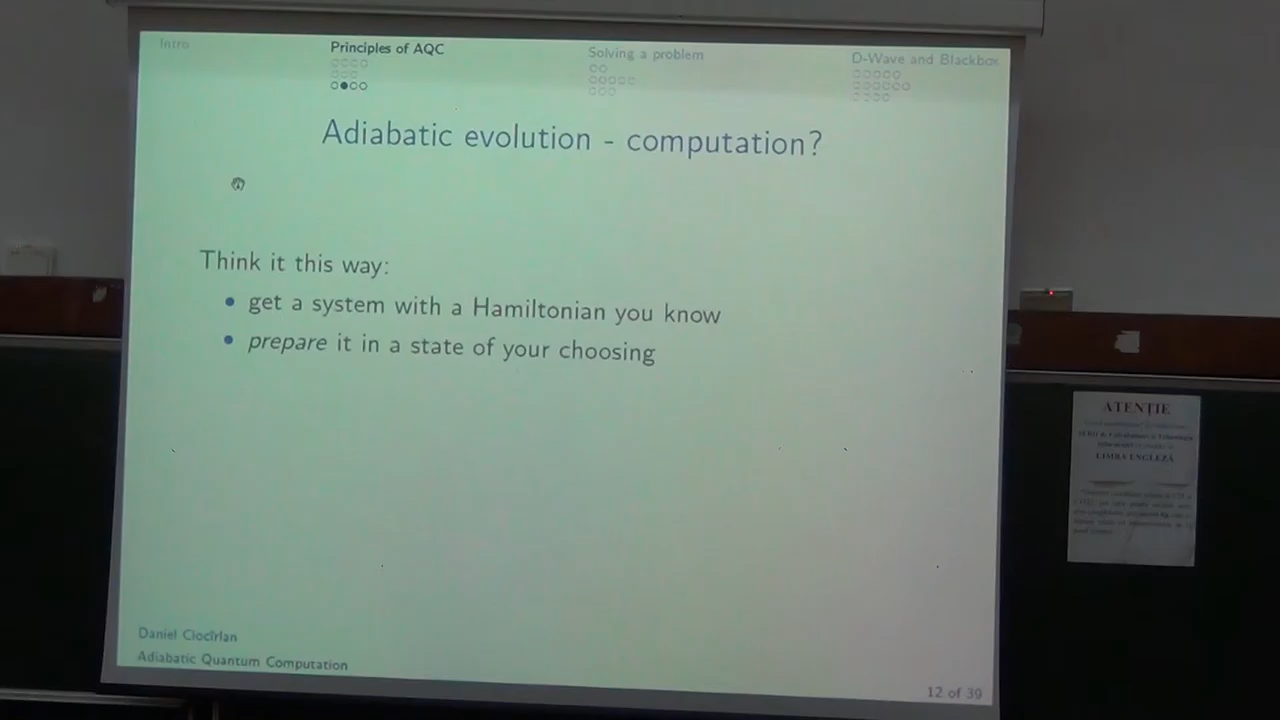 Intro
Principles of AQC
Solving a problem
D-Wave and Blackbox
Adiabatic evolution - computation?
Think it this way:
get a system with a Hamiltonian you know
prepare it in a state of your choosing
Daniel Ciocîrlan
Adiabatic Quantum Computation
12 of 39
ATENȚIE
LIMBA ENGLEZĂ